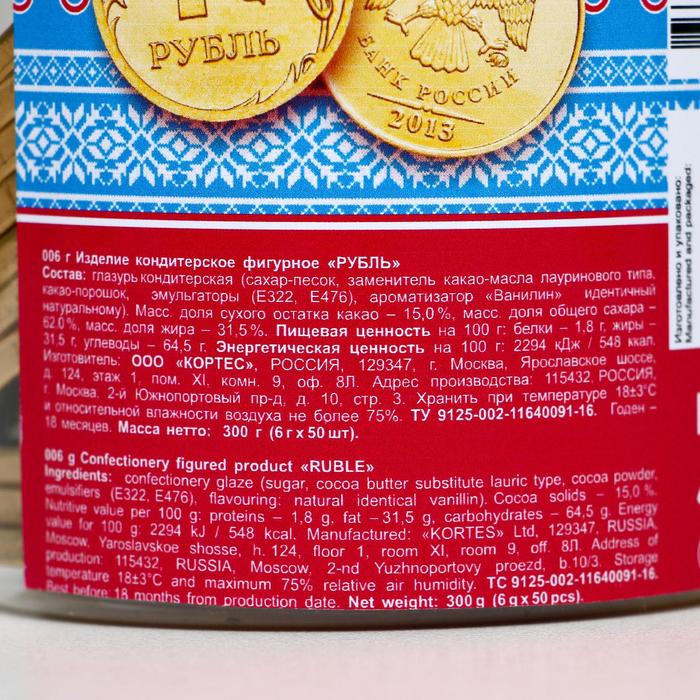 РУБЛЬ
БАНК РОССИИ
2013
006 г Изделие кондитерское фигурное «РУБЛЬ»
Состав: глазурь кондитерская (сахар-песок, заменитель какао-масла лауринового типа,
какао-порошок, эмульгаторы (Е322, Е476), ароматизатор «Ванилин» идентичный
натуральному). Масс. доля сухого остатка какао – 15,0%, масс. доля общего сахара –
62,0%, масс. доля жира – 31,5%. Пищевая ценность на 100 г: белки – 1,8 г, жиры –
31,5 г, углеводы – 64,5 г. Энергетическая ценность на 100 г: 2294 кДж / 548 ккал.
Изготовитель: ООО «КОРТЕС», РОССИЯ, 129347, г. Москва, Ярославское шоссе,
д. 124, этаж 1, пом. XI, комн. 9, оф. 8Л. Адрес производства: 115432, РОССИЯ,
г. Москва, 2-й Южнопортовый пр-д, д. 10, стр. 3. Хранить при температуре 18±3°С
и относительной влажности воздуха не более 75%. ТУ 9125-002-11640091-16. Годен –
18 месяцев. Масса нетто: 300 г (6 г х 50 шт).
006 g Confectionery figured product «RUBLE»
Ingredients: confectionery glaze (sugar, cocoa butter substitute lauric type, cocoa powder,
emulsifiers (E322, E476), flavouring: natural identical vanillin). Cocoa solids – 15,0 %.
Nutritive value per 100 g: proteins – 1,8 g, fat – 31,5 g, carbohydrates – 64,5 g. Energy
value for 100 g: 2294 kJ / 548 kcal. Manufactured: «KORTES» Ltd, 129347, RUSSIA,
Moscow, Yaroslavskoe shosse, h. 124, floor 1, room XI, room 9, off. 8Л. Address of
production: 115432, RUSSIA, Moscow, 2-nd Yuzhnoportovy proezd, b.10/3. Storage
temperature 18±3°C and maximum 75% relative air humidity. TC 9125-002-11640091-16.
Best before: 18 months from production date. Net weight: 300 g (6 g x 50 pcs).
Изготовлено и упаковано:
Manufactured and packaged: